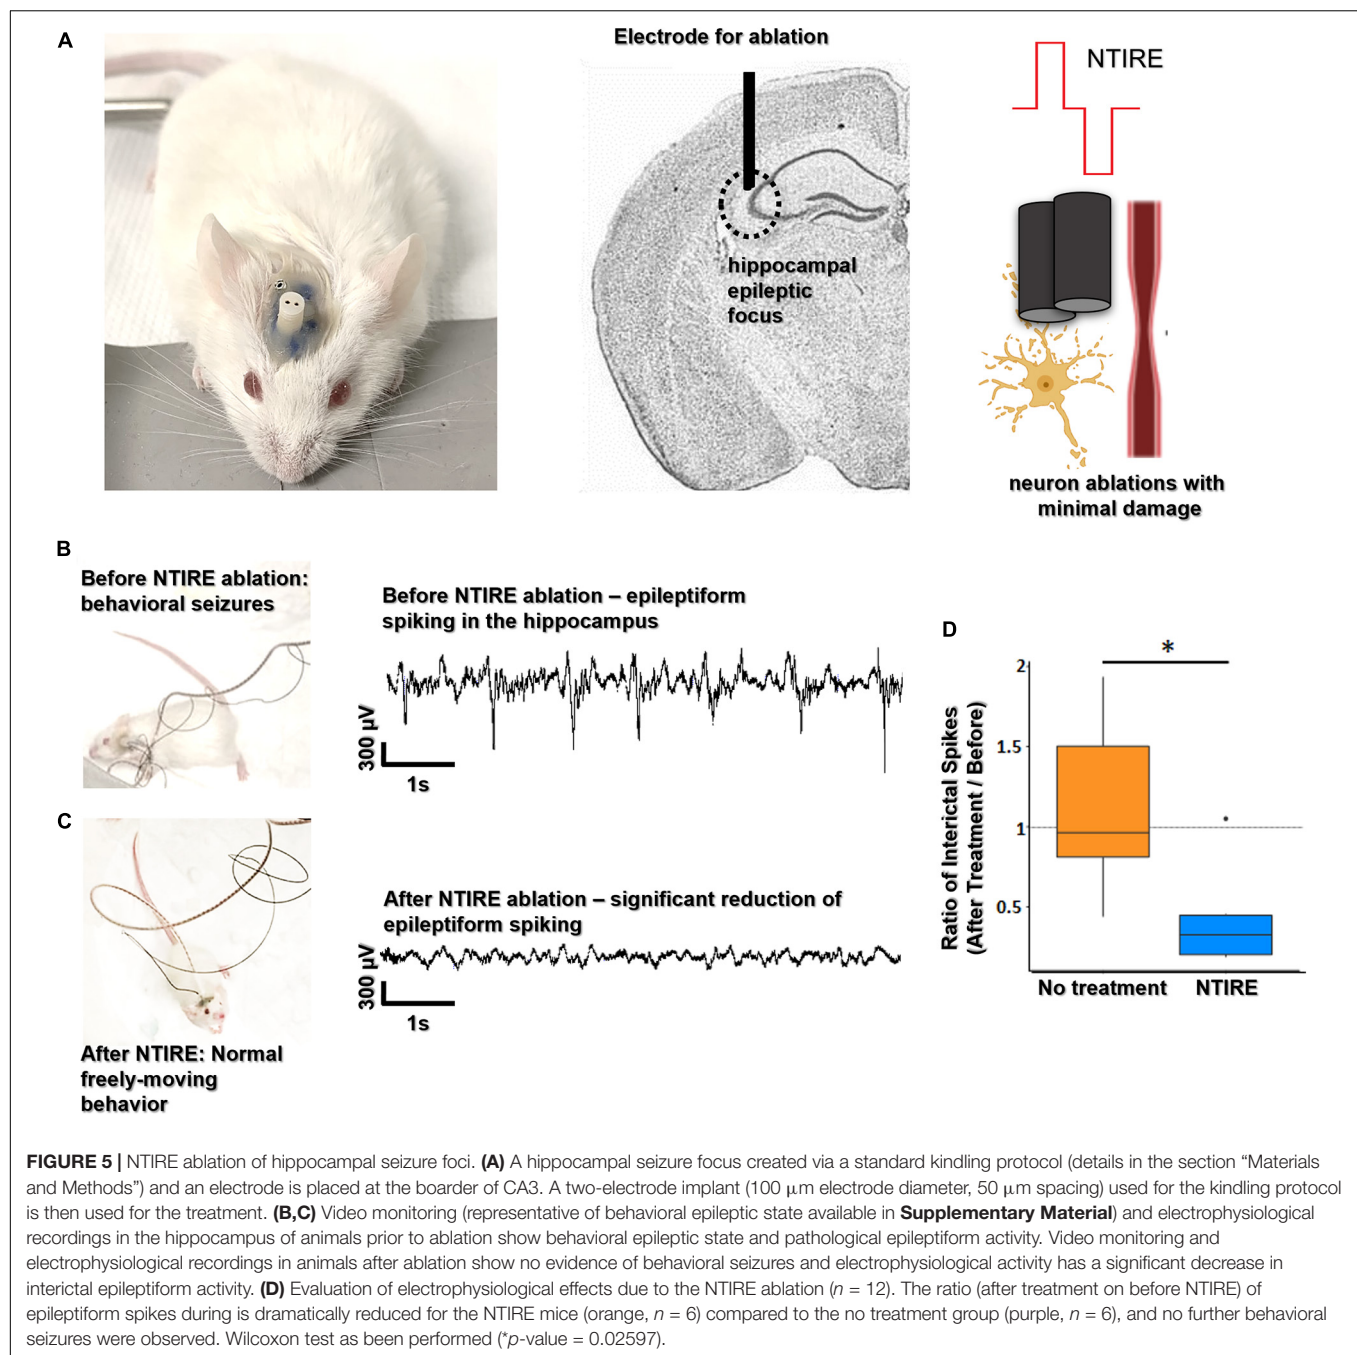 A
Electrode for ablation
NTIRE
hippocampal
epileptic
focus
neuron ablations with
minimal damage
B
Before NTIRE ablation:
behavioral seizures
Before NTIRE ablation – epileptiform
spiking in the hippocampus
300 µV
1s
C
After NTIRE: Normal
freely-moving
behavior
After NTIRE ablation – significant reduction of
epileptiform spiking
300 µV
1s
D
*
Ratio of Interictal Spikes
(After Treatment / Before)
2
1.5
1
0.5
No treatment
NTIRE
FIGURE 5 | NTIRE ablation of hippocampal seizure foci. (A) A hippocampal seizure focus created via a standard kindling protocol (details in the section “Materials
and Methods”) and an electrode is placed at the boarder of CA3. A two-electrode implant (100 µm electrode diameter, 50 µm spacing) used for the kindling protocol
is then used for the treatment. (B,C) Video monitoring (representative of behavioral epileptic state available in Supplementary Material) and electrophysiological
recordings in the hippocampus of animals prior to ablation show behavioral epileptic state and pathological epileptiform activity. Video monitoring and
electrophysiological recordings in animals after ablation show no evidence of behavioral seizures and electrophysiological activity has a significant decrease in
interictal epileptiform activity. (D) Evaluation of electrophysiological effects due to the NTIRE ablation (n = 12). The ratio (after treatment on before NTIRE) of
epileptiform spikes during is dramatically reduced for the NTIRE mice (orange, n = 6) compared to the no treatment group (purple, n = 6), and no further behavioral
seizures were observed. Wilcoxon test as been performed (*p-value = 0.02597).